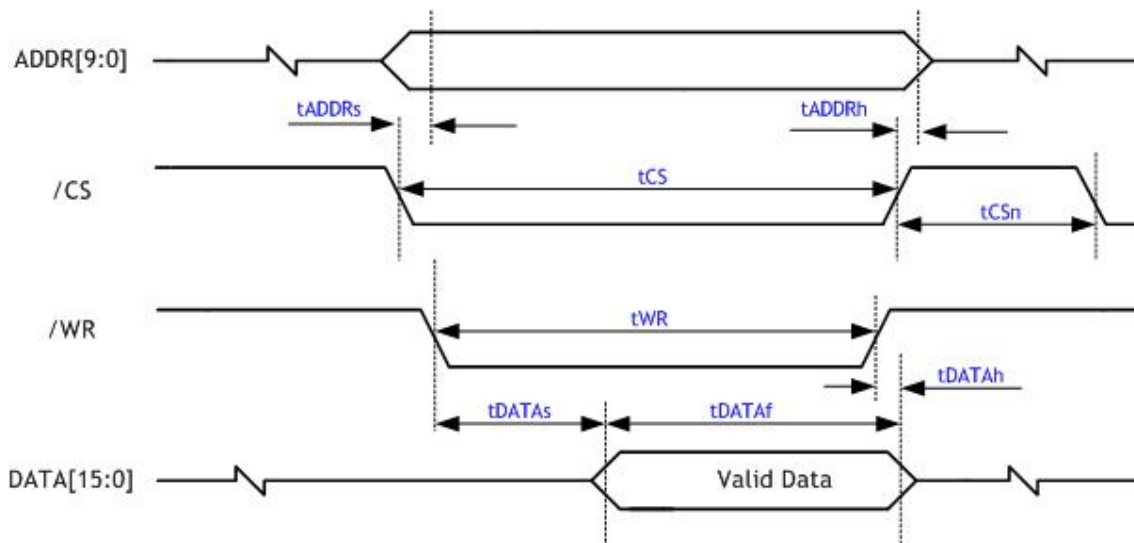 ADDR[9:0]
tADDRs
tADDRh
/CS
tCS
tCSn
/WR
tWR
tDATAh
tDATAs
tDATAf
DATA[15:0]
Valid Data